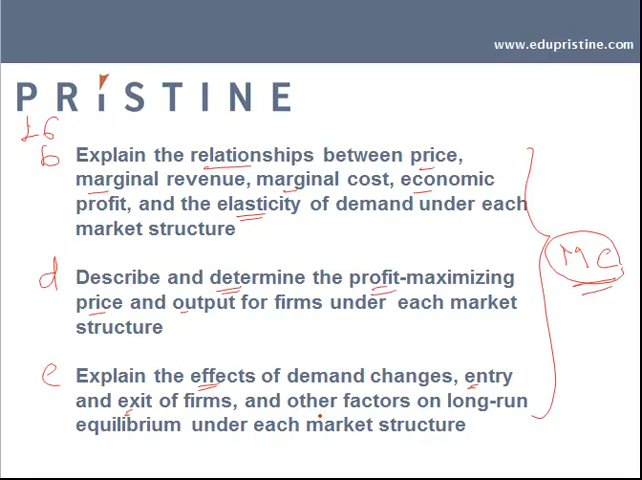 www.edupristine.com
PRISTINE
16
b Explain the relationships between price,
marginal revenue, marginal cost, economic
profit, and the elasticity of demand under each
market structure
MC
d Describe and determine the profit-maximizing
price and output for firms under each market
structure
e Explain the effects of demand changes, entry
and exit of firms, and other factors on long-run
equilibrium under each market structure